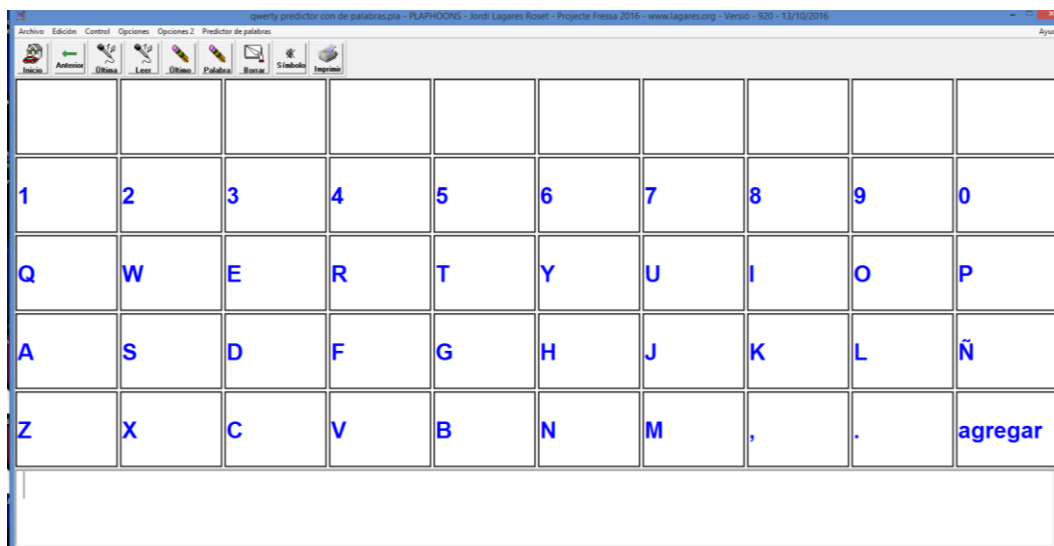 qwerty predictor con de palabras.pla - PLAPHOONS - Jordi Lagares Roset - Projecte Fressa 2016 - www.lagares.org - Versió - 920 - 13/10/2016
Archivo Edición Control Opciones Opciones 2 Predictor de palabras Ayud
Inicio Anterior Última Leer Último Palabra Borrar Símbolo Imprimir
1 2 3 4 5 6 7 8 9 0
Q W E R T Y U I O P
A S D F G H J K L Ñ
Z X C V B N M , . agregar